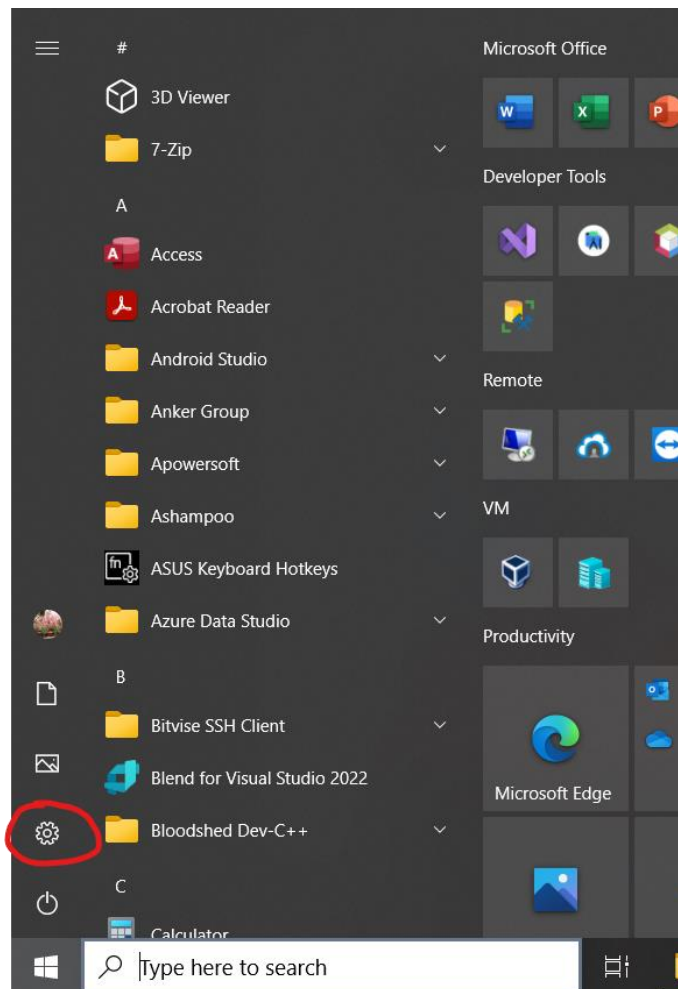 #
3D Viewer
7-Zip
A
Access
Acrobat Reader
Android Studio
Anker Group
Apowersoft
Ashampoo
ASUS Keyboard Hotkeys
Azure Data Studio
B
Bitvise SSH Client
Blend for Visual Studio 2022
Bloodshed Dev-C++
C
Calculator
Microsoft Office
Developer Tools
Remote
VM
Productivity
Microsoft Edge
Type here to search